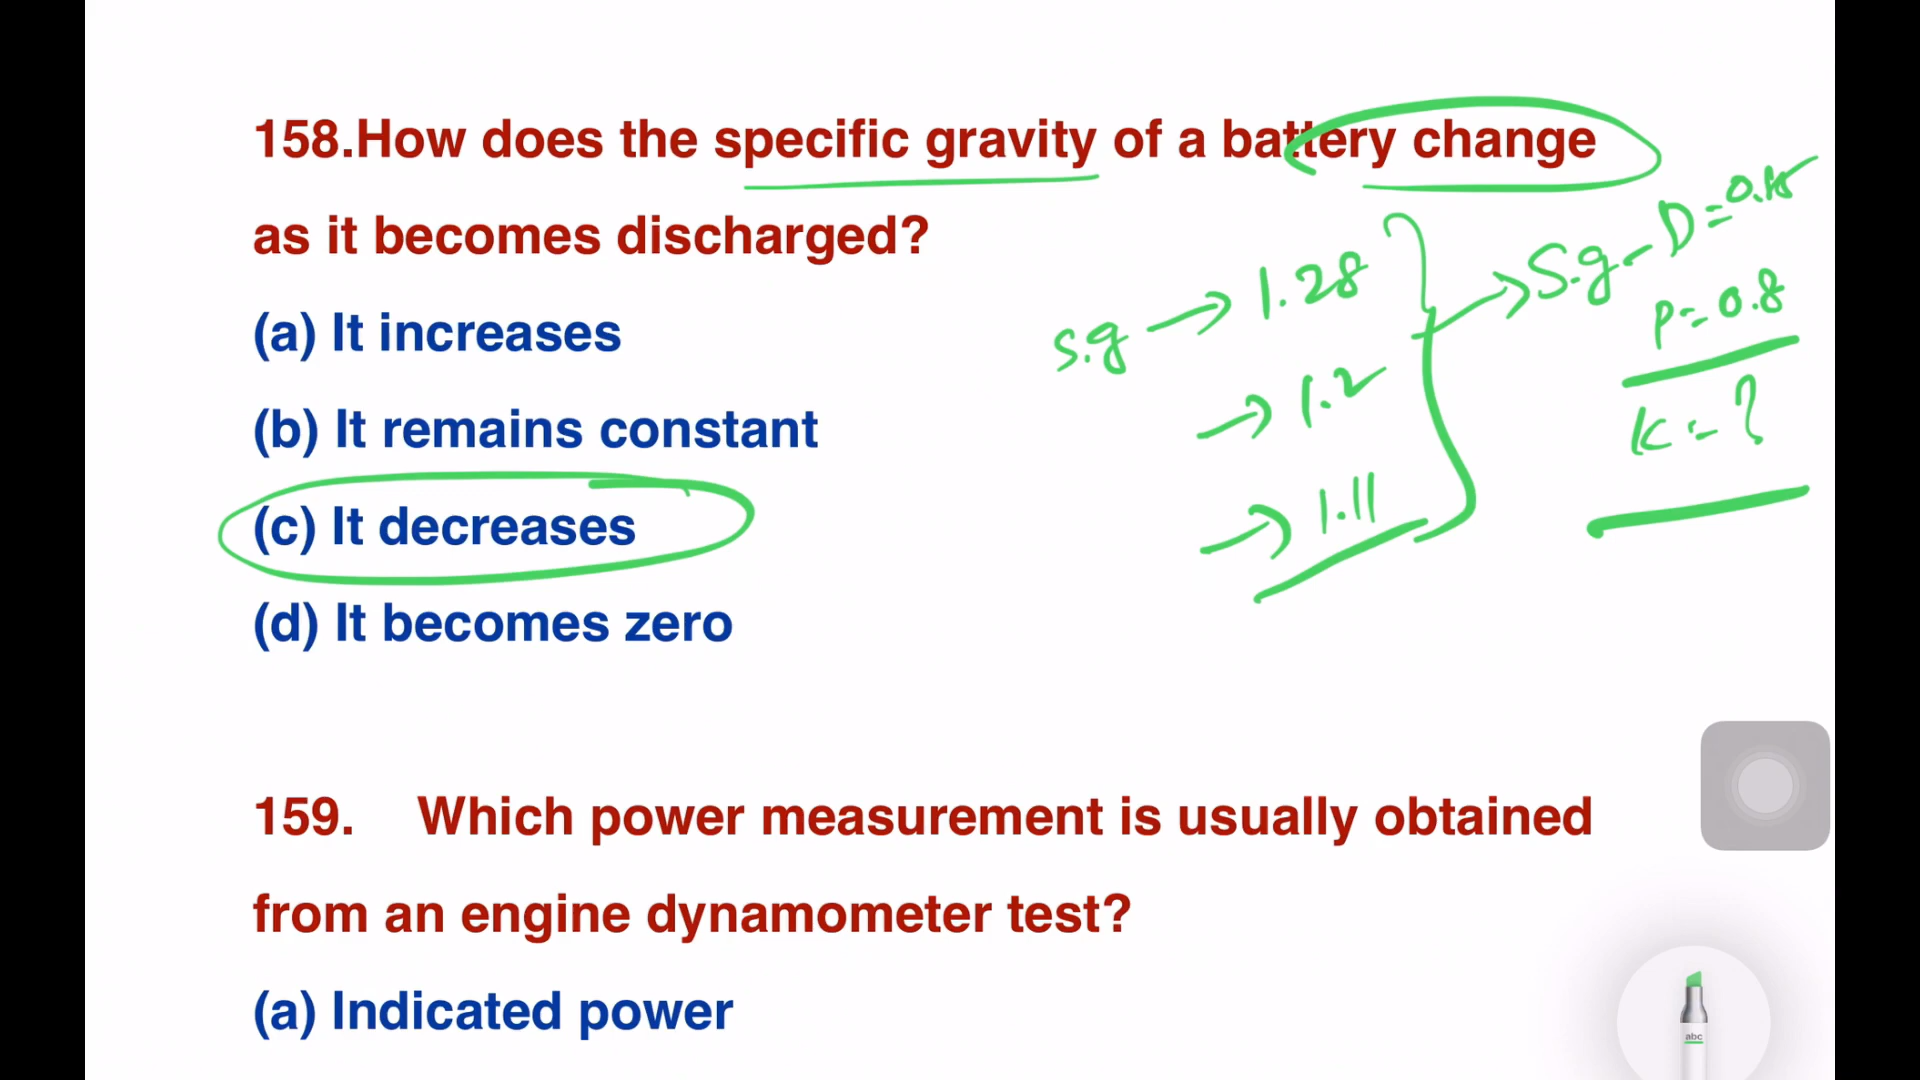 158.How does the specific gravity of a battery change
as it becomes discharged?
(a) It increases
(b) It remains constant
(c) It decreases
(d) It becomes zero
s.g → 1.28
→ 1.2
→ 1.11
→ S.g - D =
P = 0.8
K = ?
159. Which power measurement is usually obtained
from an engine dynamometer test?
(a) Indicated power
abc